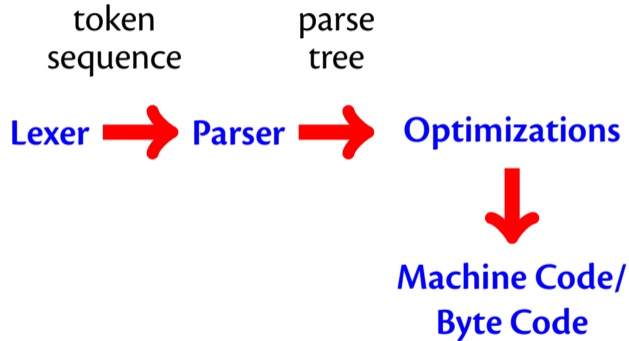 token
sequence
parse
tree
Lexer
Parser
Optimizations
Machine Code/
Byte Code